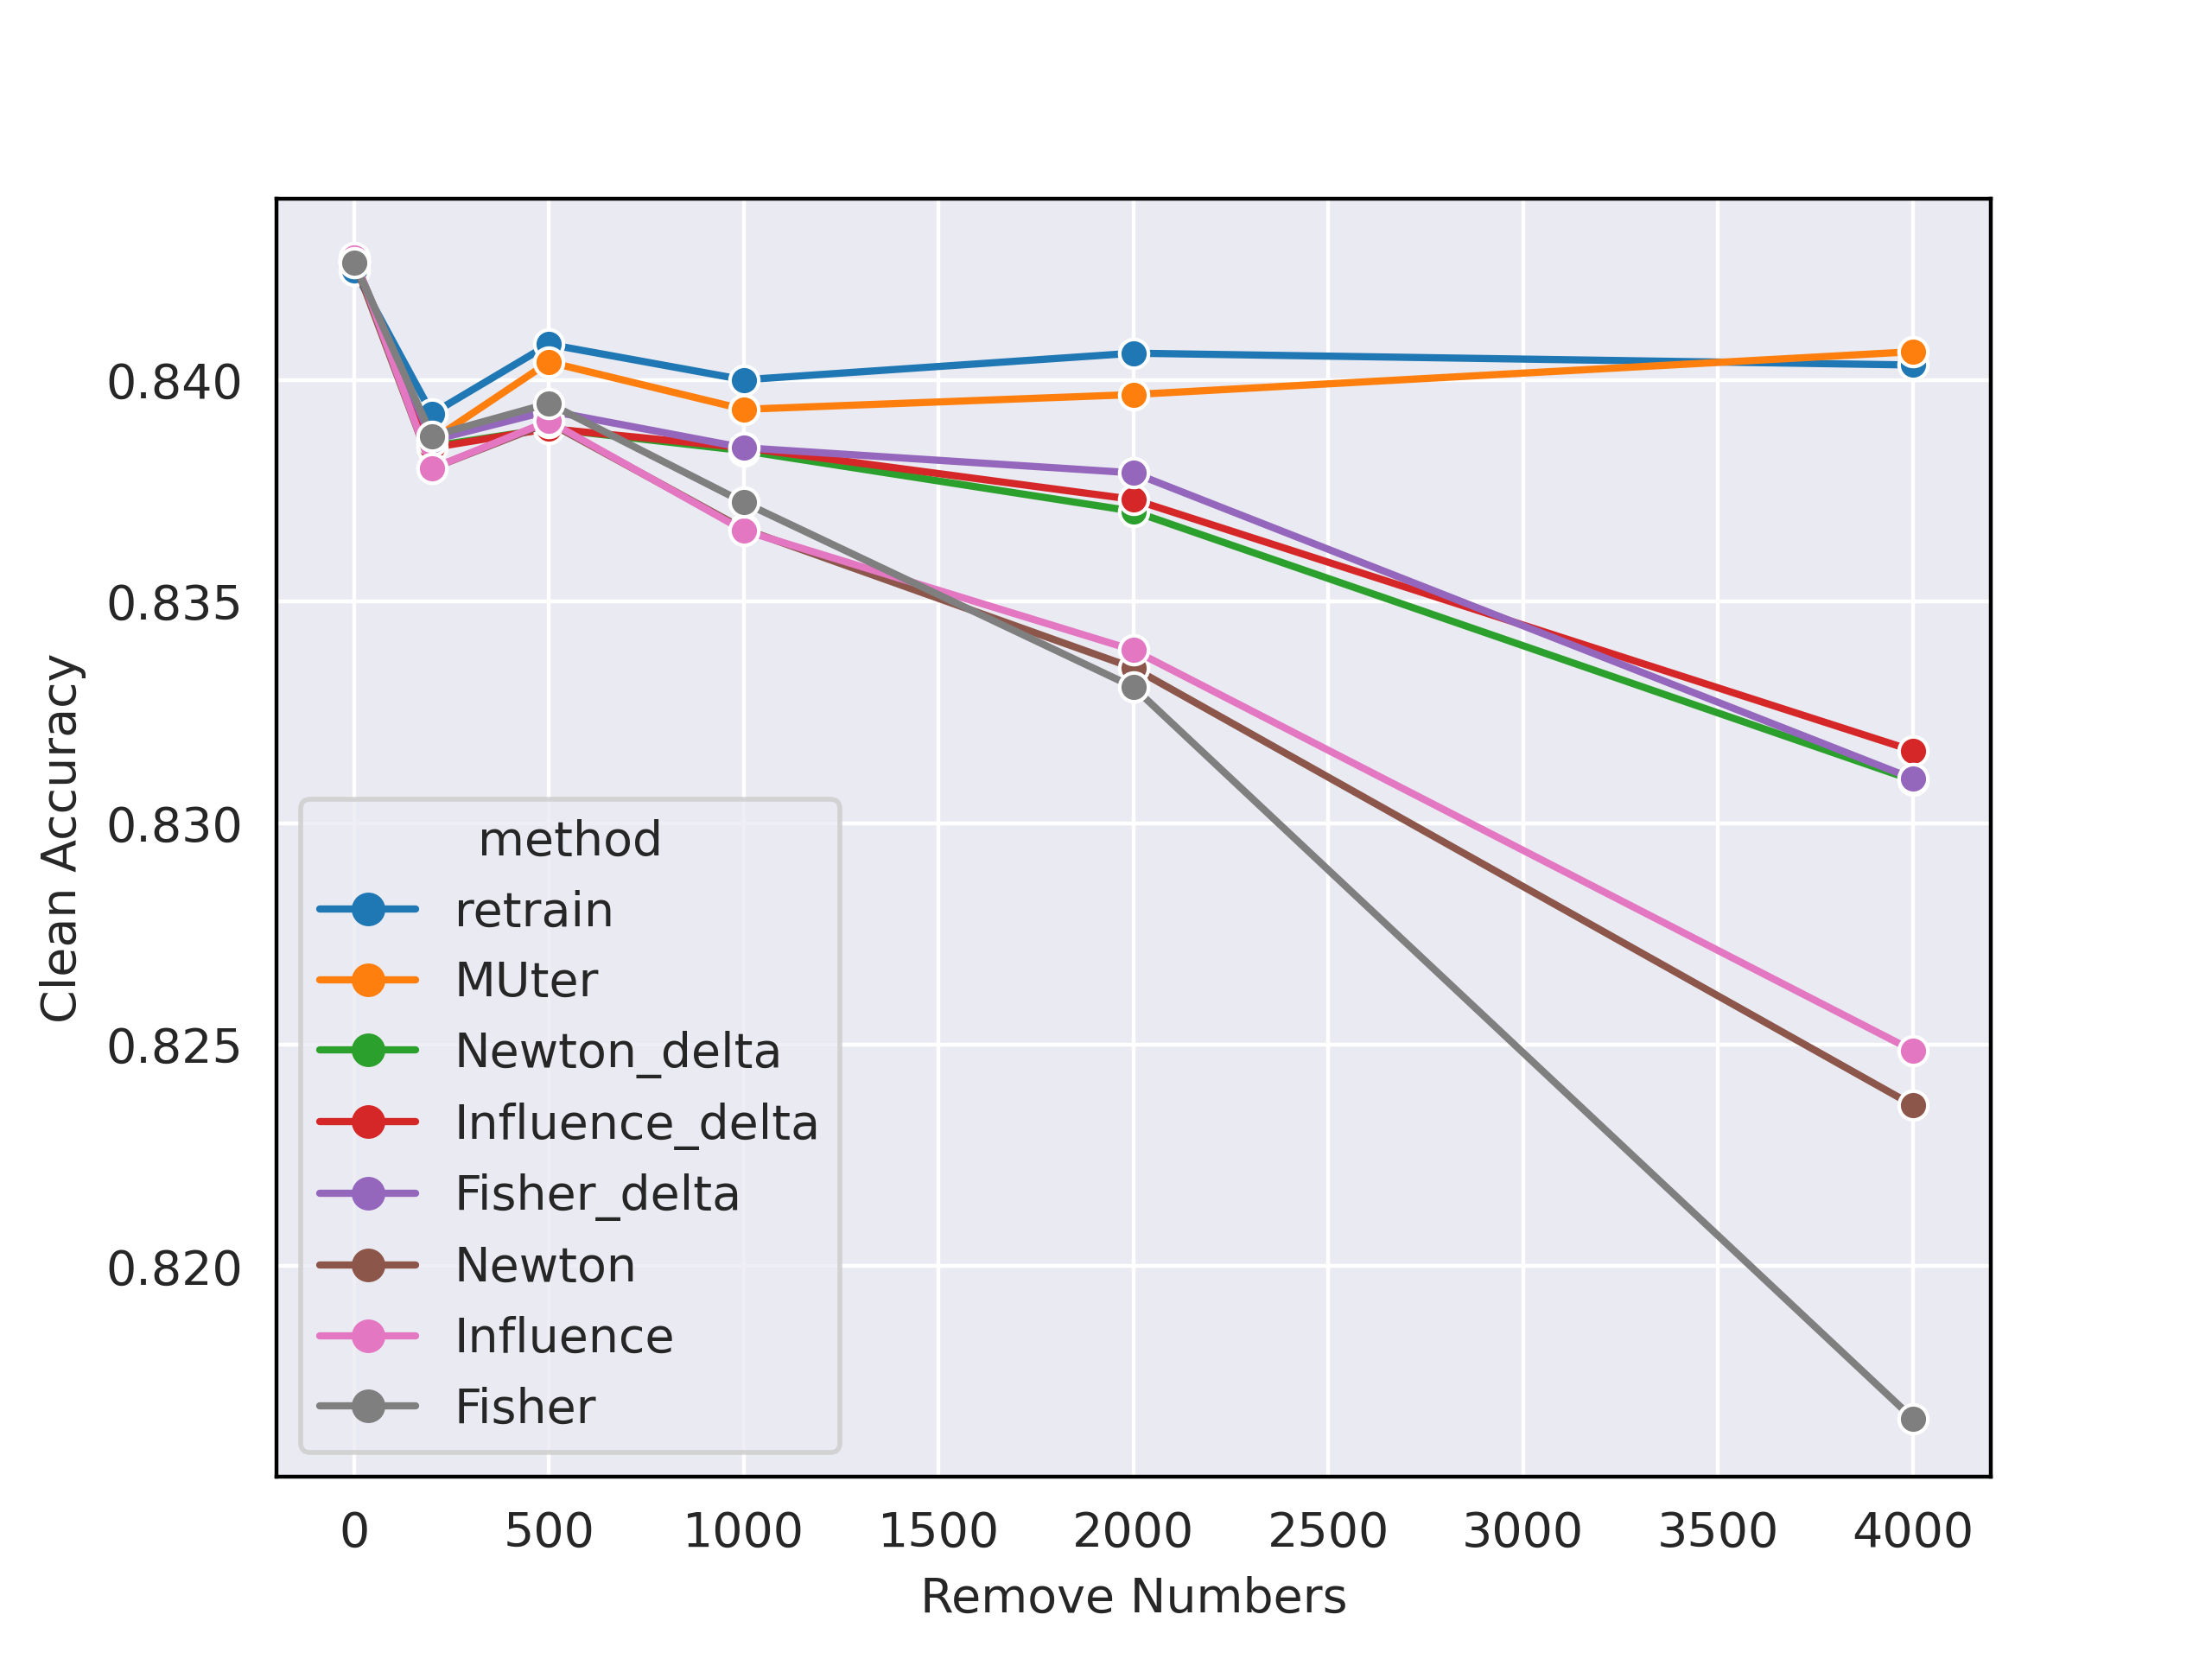 0.840
0.835
0.830
0.825
0.820
Clean Accuracy
method
retrain
MUter
Newton_delta
Influence_delta
Fisher_delta
Newton
Influence
Fisher
0 500 1000 1500 2000 2500 3000 3500 4000
Remove Numbers